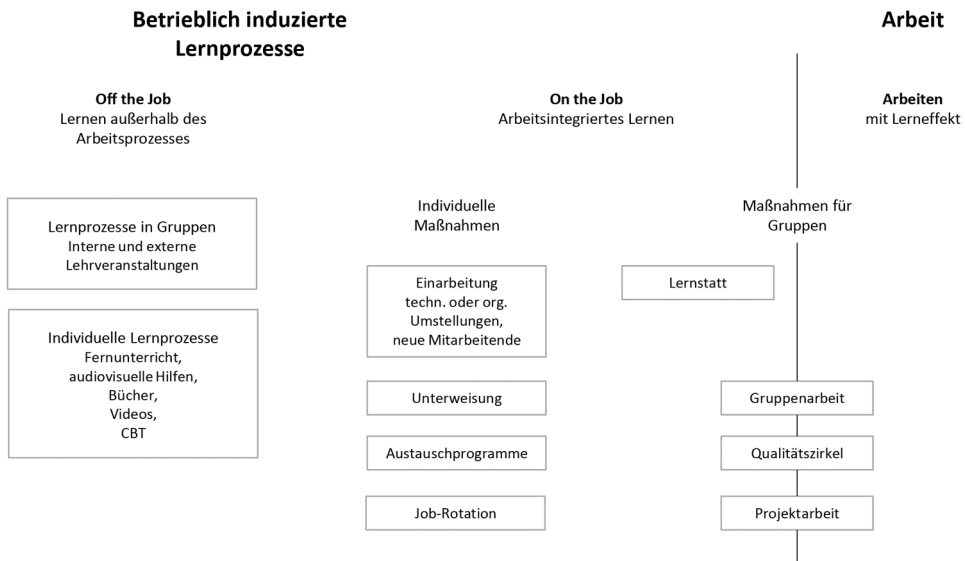 Betrieblich induzierte
Lernprozesse
Arbeit
Off the Job
Lernen außerhalb des
Arbeitsprozesses
On the Job
Arbeitsintegriertes Lernen
Arbeiten
mit Lerneffekt
Lernprozesse in Gruppen
Interne und externe
Lehrveranstaltungen
Individuelle Lernprozesse
Fernunterricht,
audiovisuelle Hilfen,
Bücher,
Videos,
CBT
Individuelle
Maßnahmen
Einarbeitung
techn. oder org.
Umstellungen,
neue Mitarbeitende
Unterweisung
Austauschprogramme
Job-Rotation
Maßnahmen für
Gruppen
Lernstatt
Gruppenarbeit
Qualitätszirkel
Projektarbeit